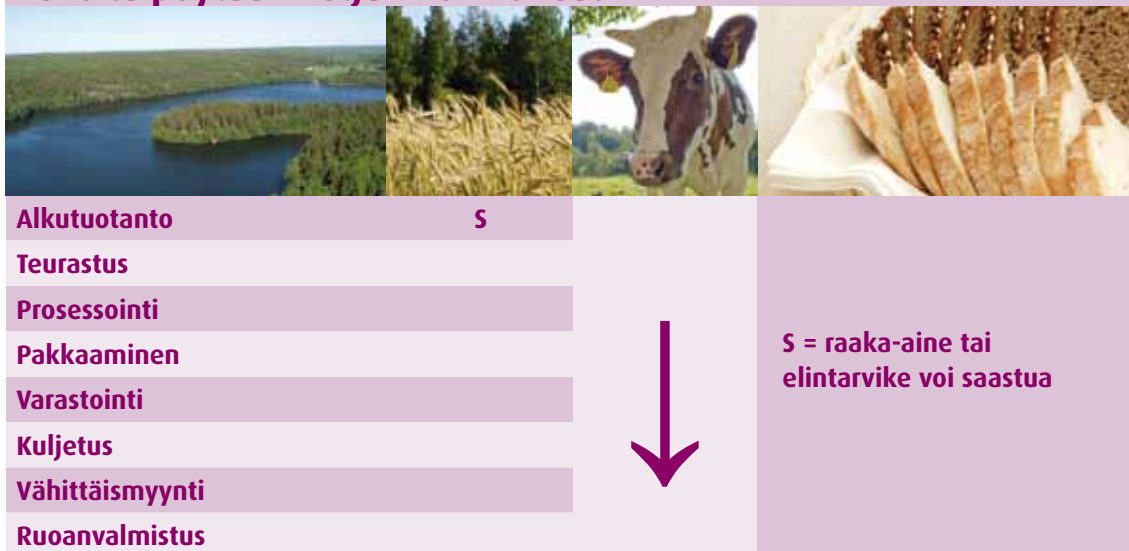 Alkutuotanto S
Teurastus
Prosessointi
Pakkaaminen
Varastointi
Kuljetus
Vähittäismyynti
Ruoanvalmistus
S = raaka-aine tai
elintarvike voi saastua